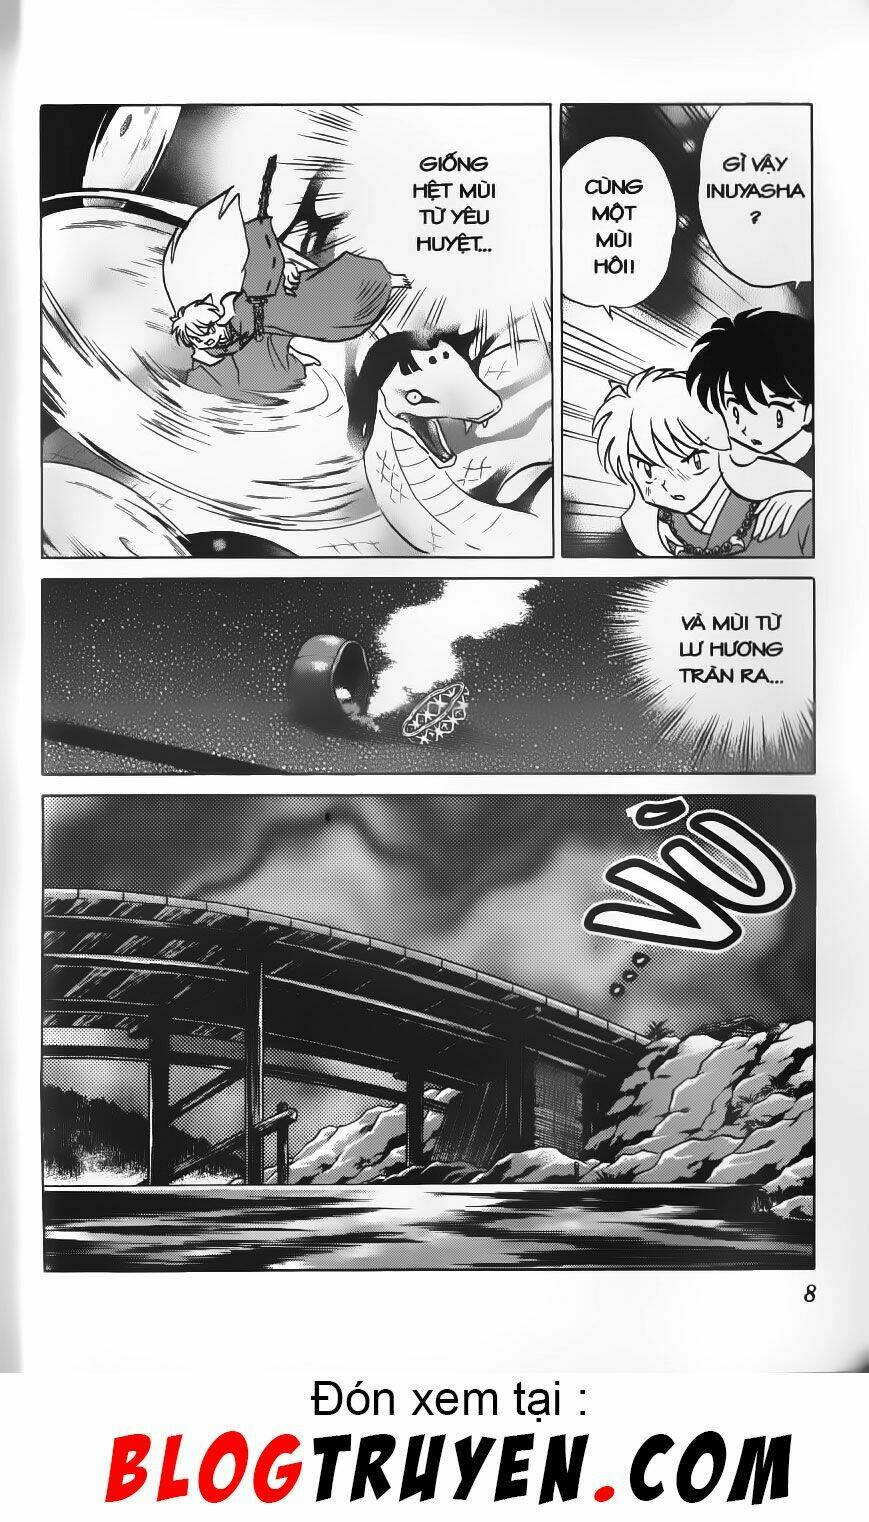 GÌ VẬY
INUYASHA
?
CÙNG
MỘT
MÙI
HÔI!
GIỐNG
HỆT MÙI
TỪ YÊU
HUYỆT...
VÀ MÙI TỪ
LƯ HƯƠNG
TRÀN RA...
VÙ
8
Đón xem tại :
BLOGTRUYEN.COM